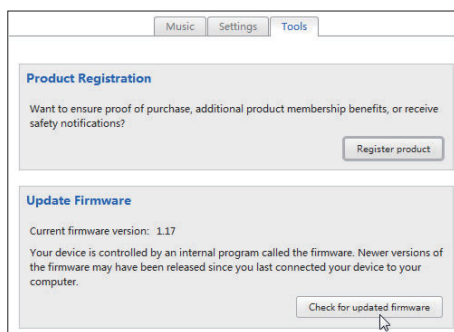 Music Settings Tools
Product Registration
Want to ensure proof of purchase, additional product membership benefits, or receive
safety notifications?
Register product
Update Firmware
Current firmware version: 1.17
Your device is controlled by an internal program called the firmware. Newer versions of
the firmware may have been released since you last connected your device to your
computer.
Check for updated firmware